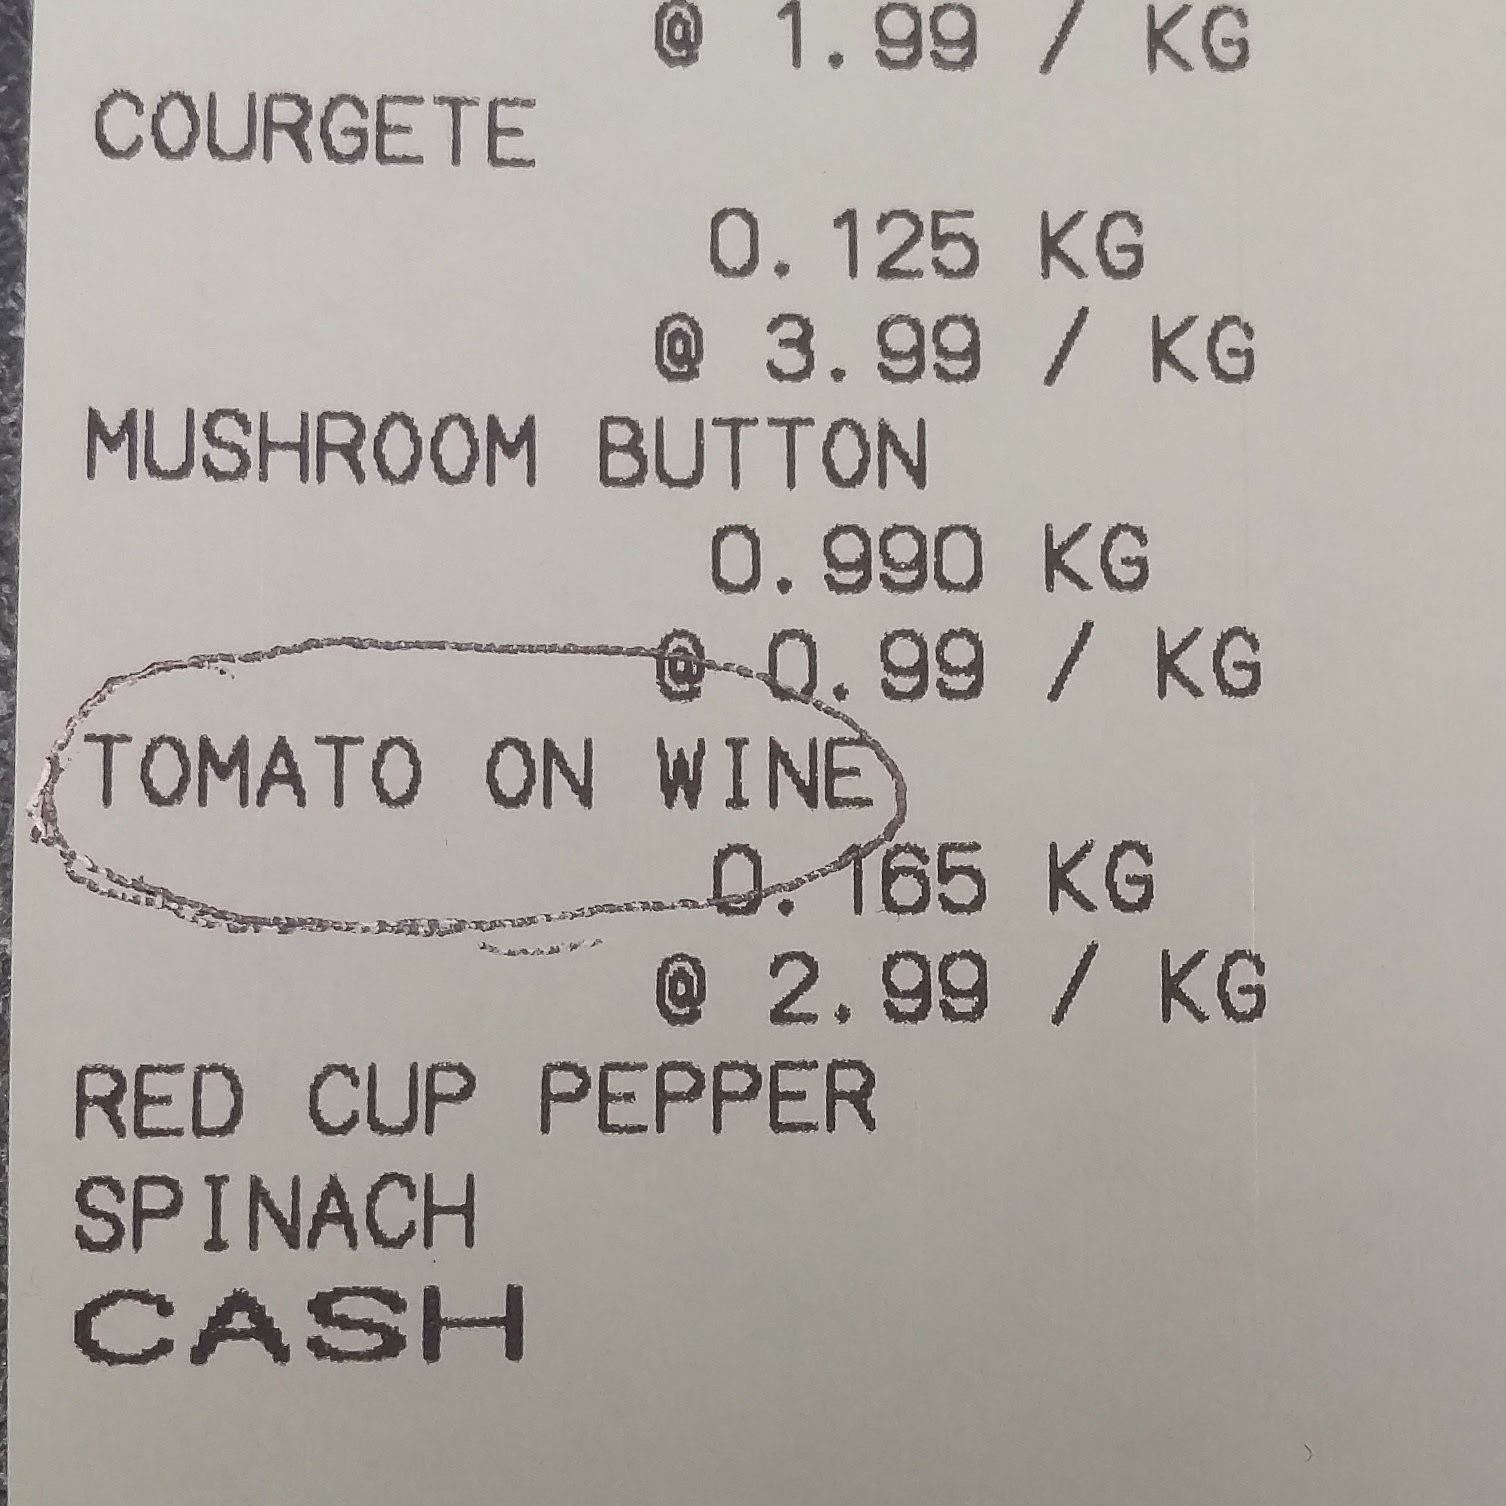 @ 1.99 / KG
COURGETE
0.125 KG
@ 3.99 / KG
MUSHROOM BUTTON
0.990 KG
@ 0.99 / KG
TOMATO ON WINE
0.165 KG
@ 2.99 / KG
RED CUP PEPPER
SPINACH
CASH